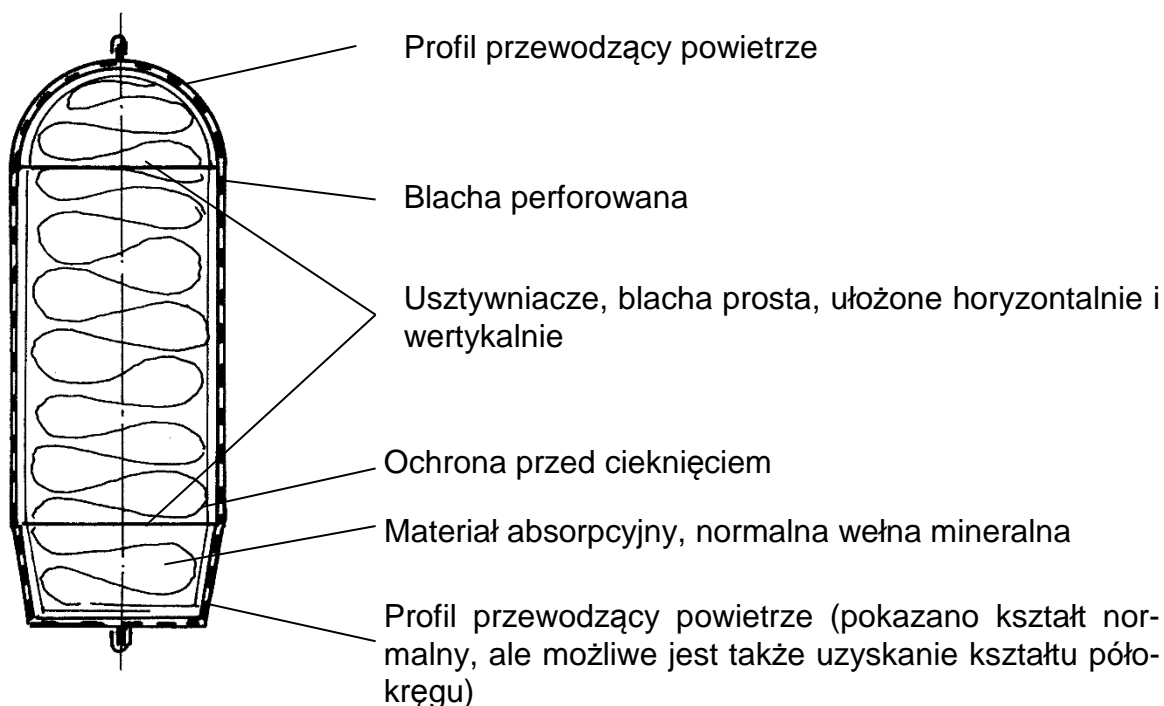 Profil przewodzący powietrze
Blacha perforowana
Usztywniacze, blacha prosta, ułożone horyzontalnie i
wertykalnie
Ochrona przed cieknięciem
Materiał absorpcyjny, normalna wełna mineralna
Profil przewodzący powietrze (pokazano kształt nor-
malny, ale możliwe jest także uzyskanie kształtu póło-
kręgu)